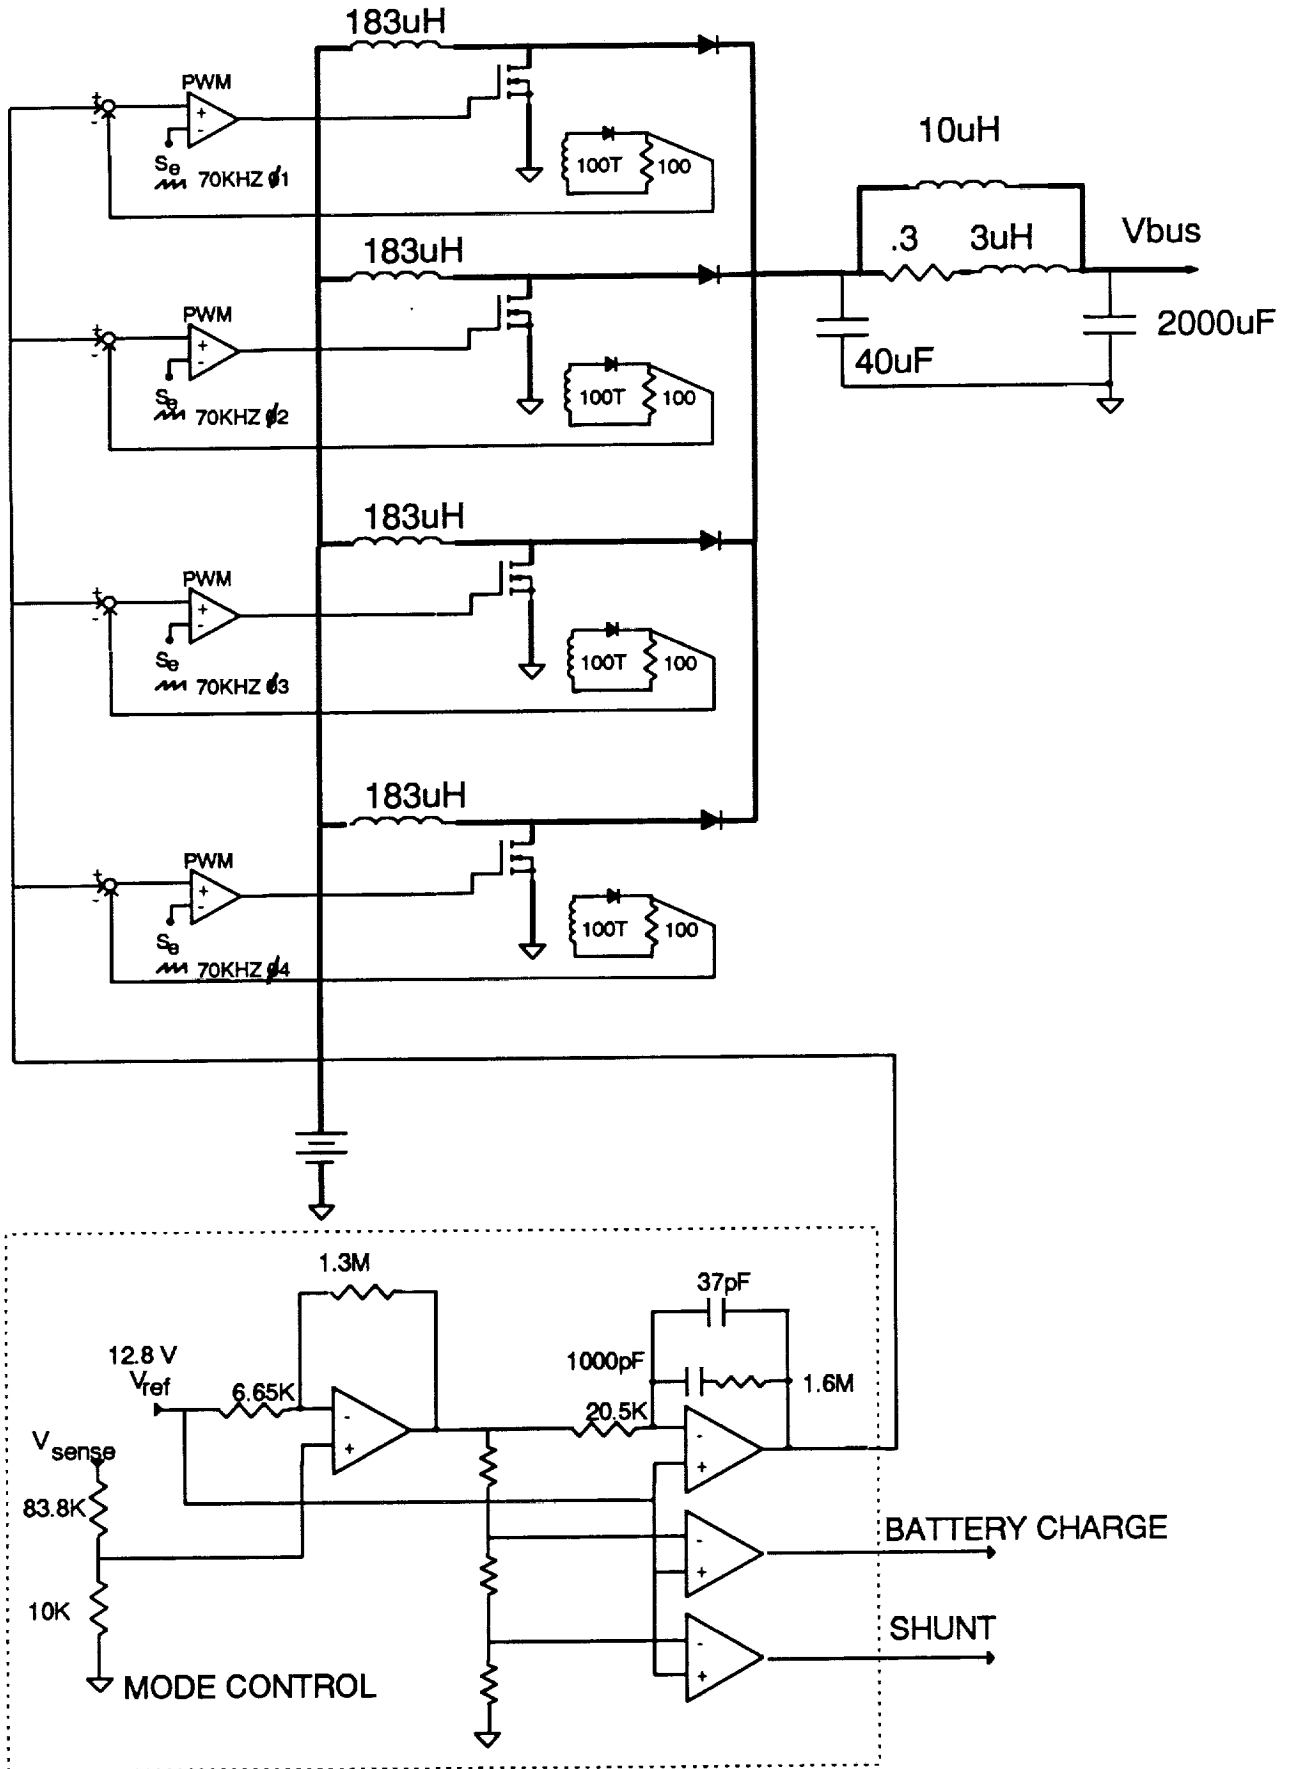 183uH
PWM
+
-
+
-
Se
70KHZ ϕ1
100T
100
10uH
.3
3uH
Vbus
40uF
2000uF
183uH
PWM
+
-
+
-
Se
70KHZ ϕ2
100T
100
183uH
PWM
+
-
+
-
Se
70KHZ ϕ3
100T
100
183uH
PWM
+
-
+
-
Se
70KHZ ϕ4
100T
100
1.3M
37pF
12.8 V
Vref
6.65K
1000pF
1.6M
20.5K
-
+
-
+
Vsense
83.8K
10K
-
+
BATTERY CHARGE
-
+
SHUNT
MODE CONTROL